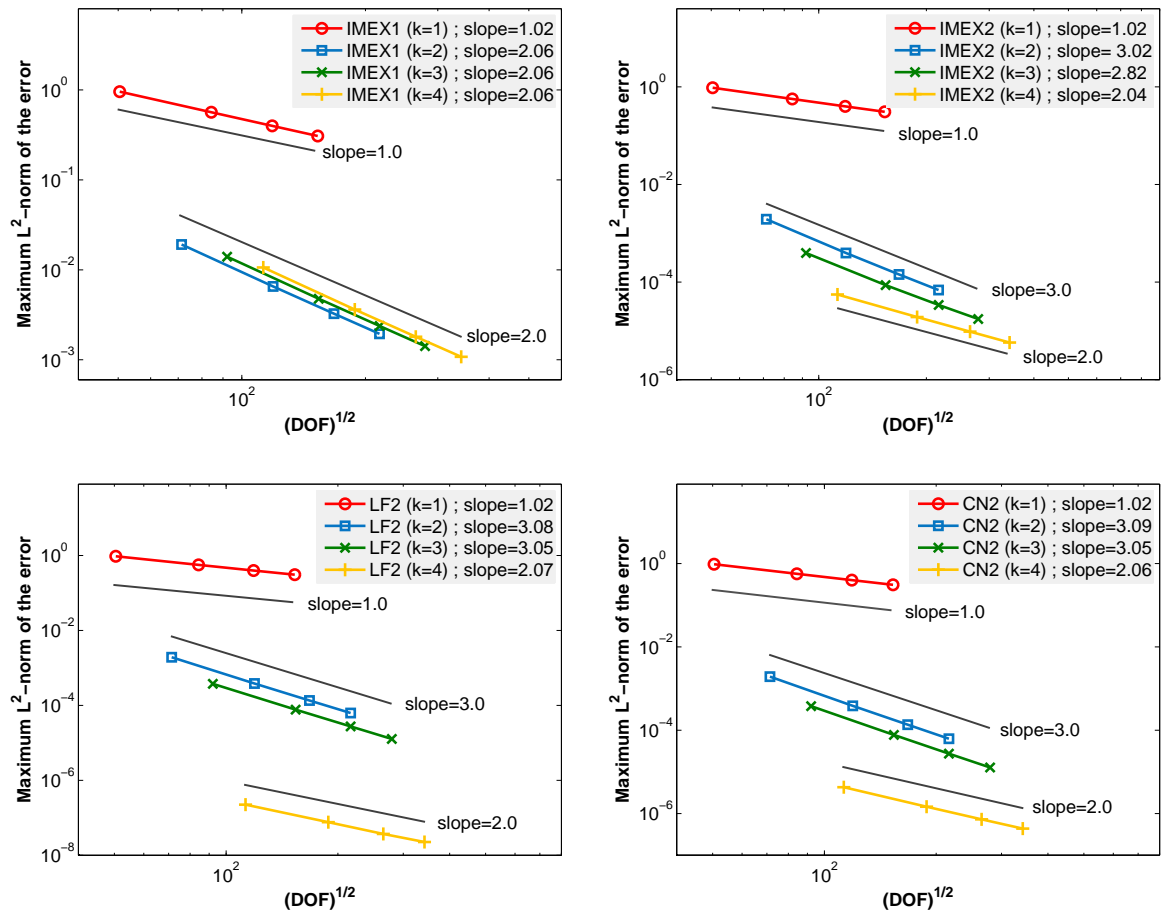 IMEX1 (k=1) ; slope=1.02
IMEX1 (k=2) ; slope=2.06
IMEX1 (k=3) ; slope=2.06
IMEX1 (k=4) ; slope=2.06
10^0
10^-1
10^-2
10^-3
slope=1.0
slope=2.0
10^2
Maximum L^2-norm of the error
(DOF)^1/2
IMEX2 (k=1) ; slope=1.02
IMEX2 (k=2) ; slope=3.02
IMEX2 (k=3) ; slope=2.82
IMEX2 (k=4) ; slope=2.04
10^0
10^-2
10^-4
10^-6
slope=1.0
slope=3.0
slope=2.0
10^2
Maximum L^2-norm of the error
(DOF)^1/2
LF2 (k=1) ; slope=1.02
LF2 (k=2) ; slope=3.08
LF2 (k=3) ; slope=3.05
LF2 (k=4) ; slope=2.07
10^0
10^-2
10^-4
10^-6
10^-8
slope=1.0
slope=3.0
slope=2.0
10^2
Maximum L^2-norm of the error
(DOF)^1/2
CN2 (k=1) ; slope=1.02
CN2 (k=2) ; slope=3.09
CN2 (k=3) ; slope=3.05
CN2 (k=4) ; slope=2.06
10^0
10^-2
10^-4
10^-6
slope=1.0
slope=3.0
slope=2.0
10^2
Maximum L^2-norm of the error
(DOF)^1/2